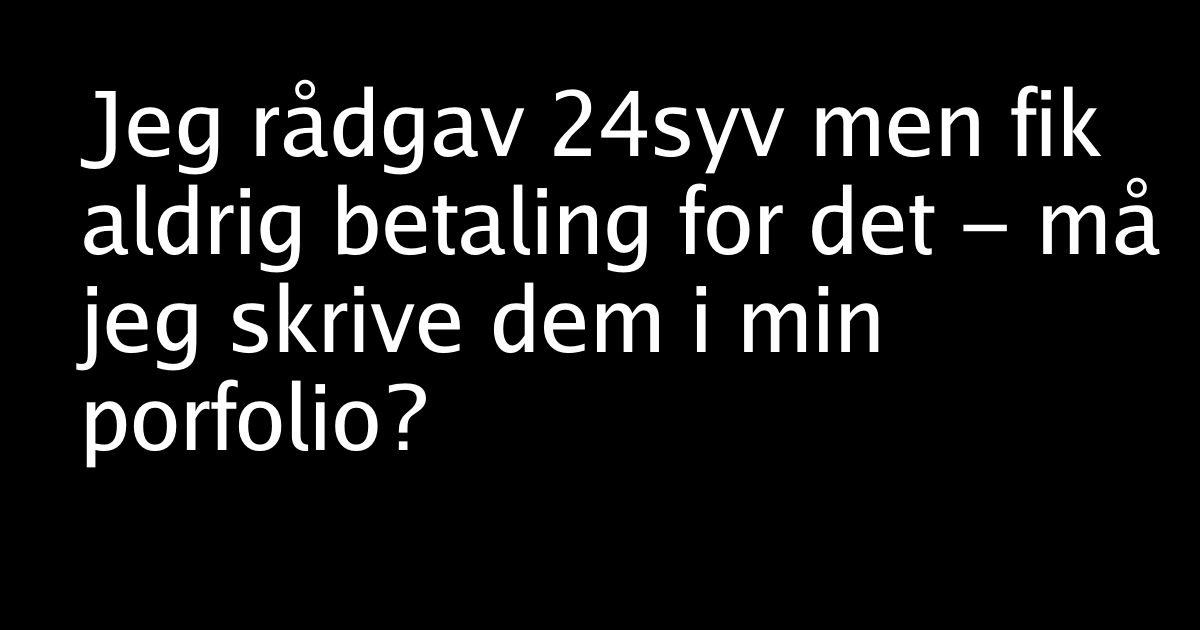 Jeg rådgav 24syv men fik
aldrig betaling for det – må
jeg skrive dem i min
porfolio?